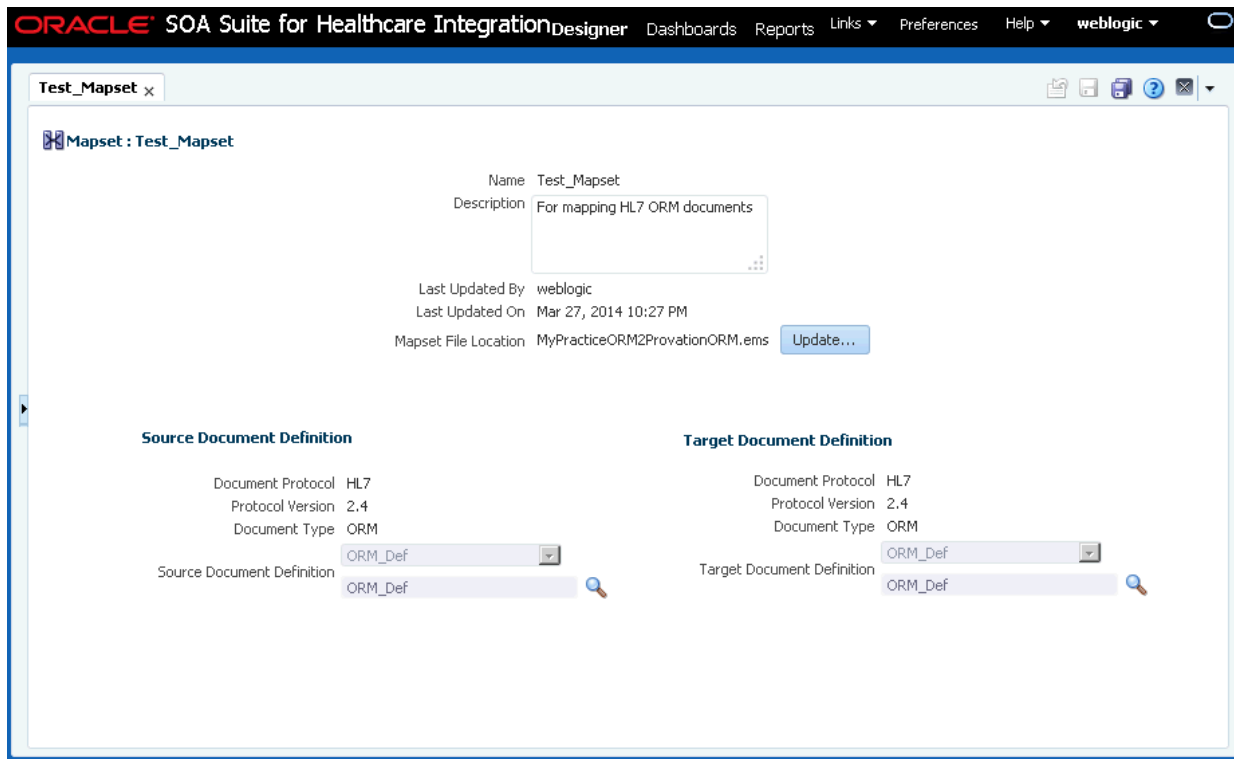 ORACLE® SOA Suite for Healthcare Integration Designer Dashboards Reports Links Preferences Help weblogic
Test_Mapset x
Mapset : Test_Mapset
Name Test_Mapset
Description For mapping HL7 ORM documents
Last Updated By weblogic
Last Updated On Mar 27, 2014 10:27 PM
Mapset File Location MyPracticeORM2ProvationORM.ems Update...
Source Document Definition
Document Protocol HL7
Protocol Version 2.4
Document Type ORM
Source Document Definition ORM_Def
ORM_Def
Target Document Definition
Document Protocol HL7
Protocol Version 2.4
Document Type ORM
Target Document Definition ORM_Def
ORM_Def